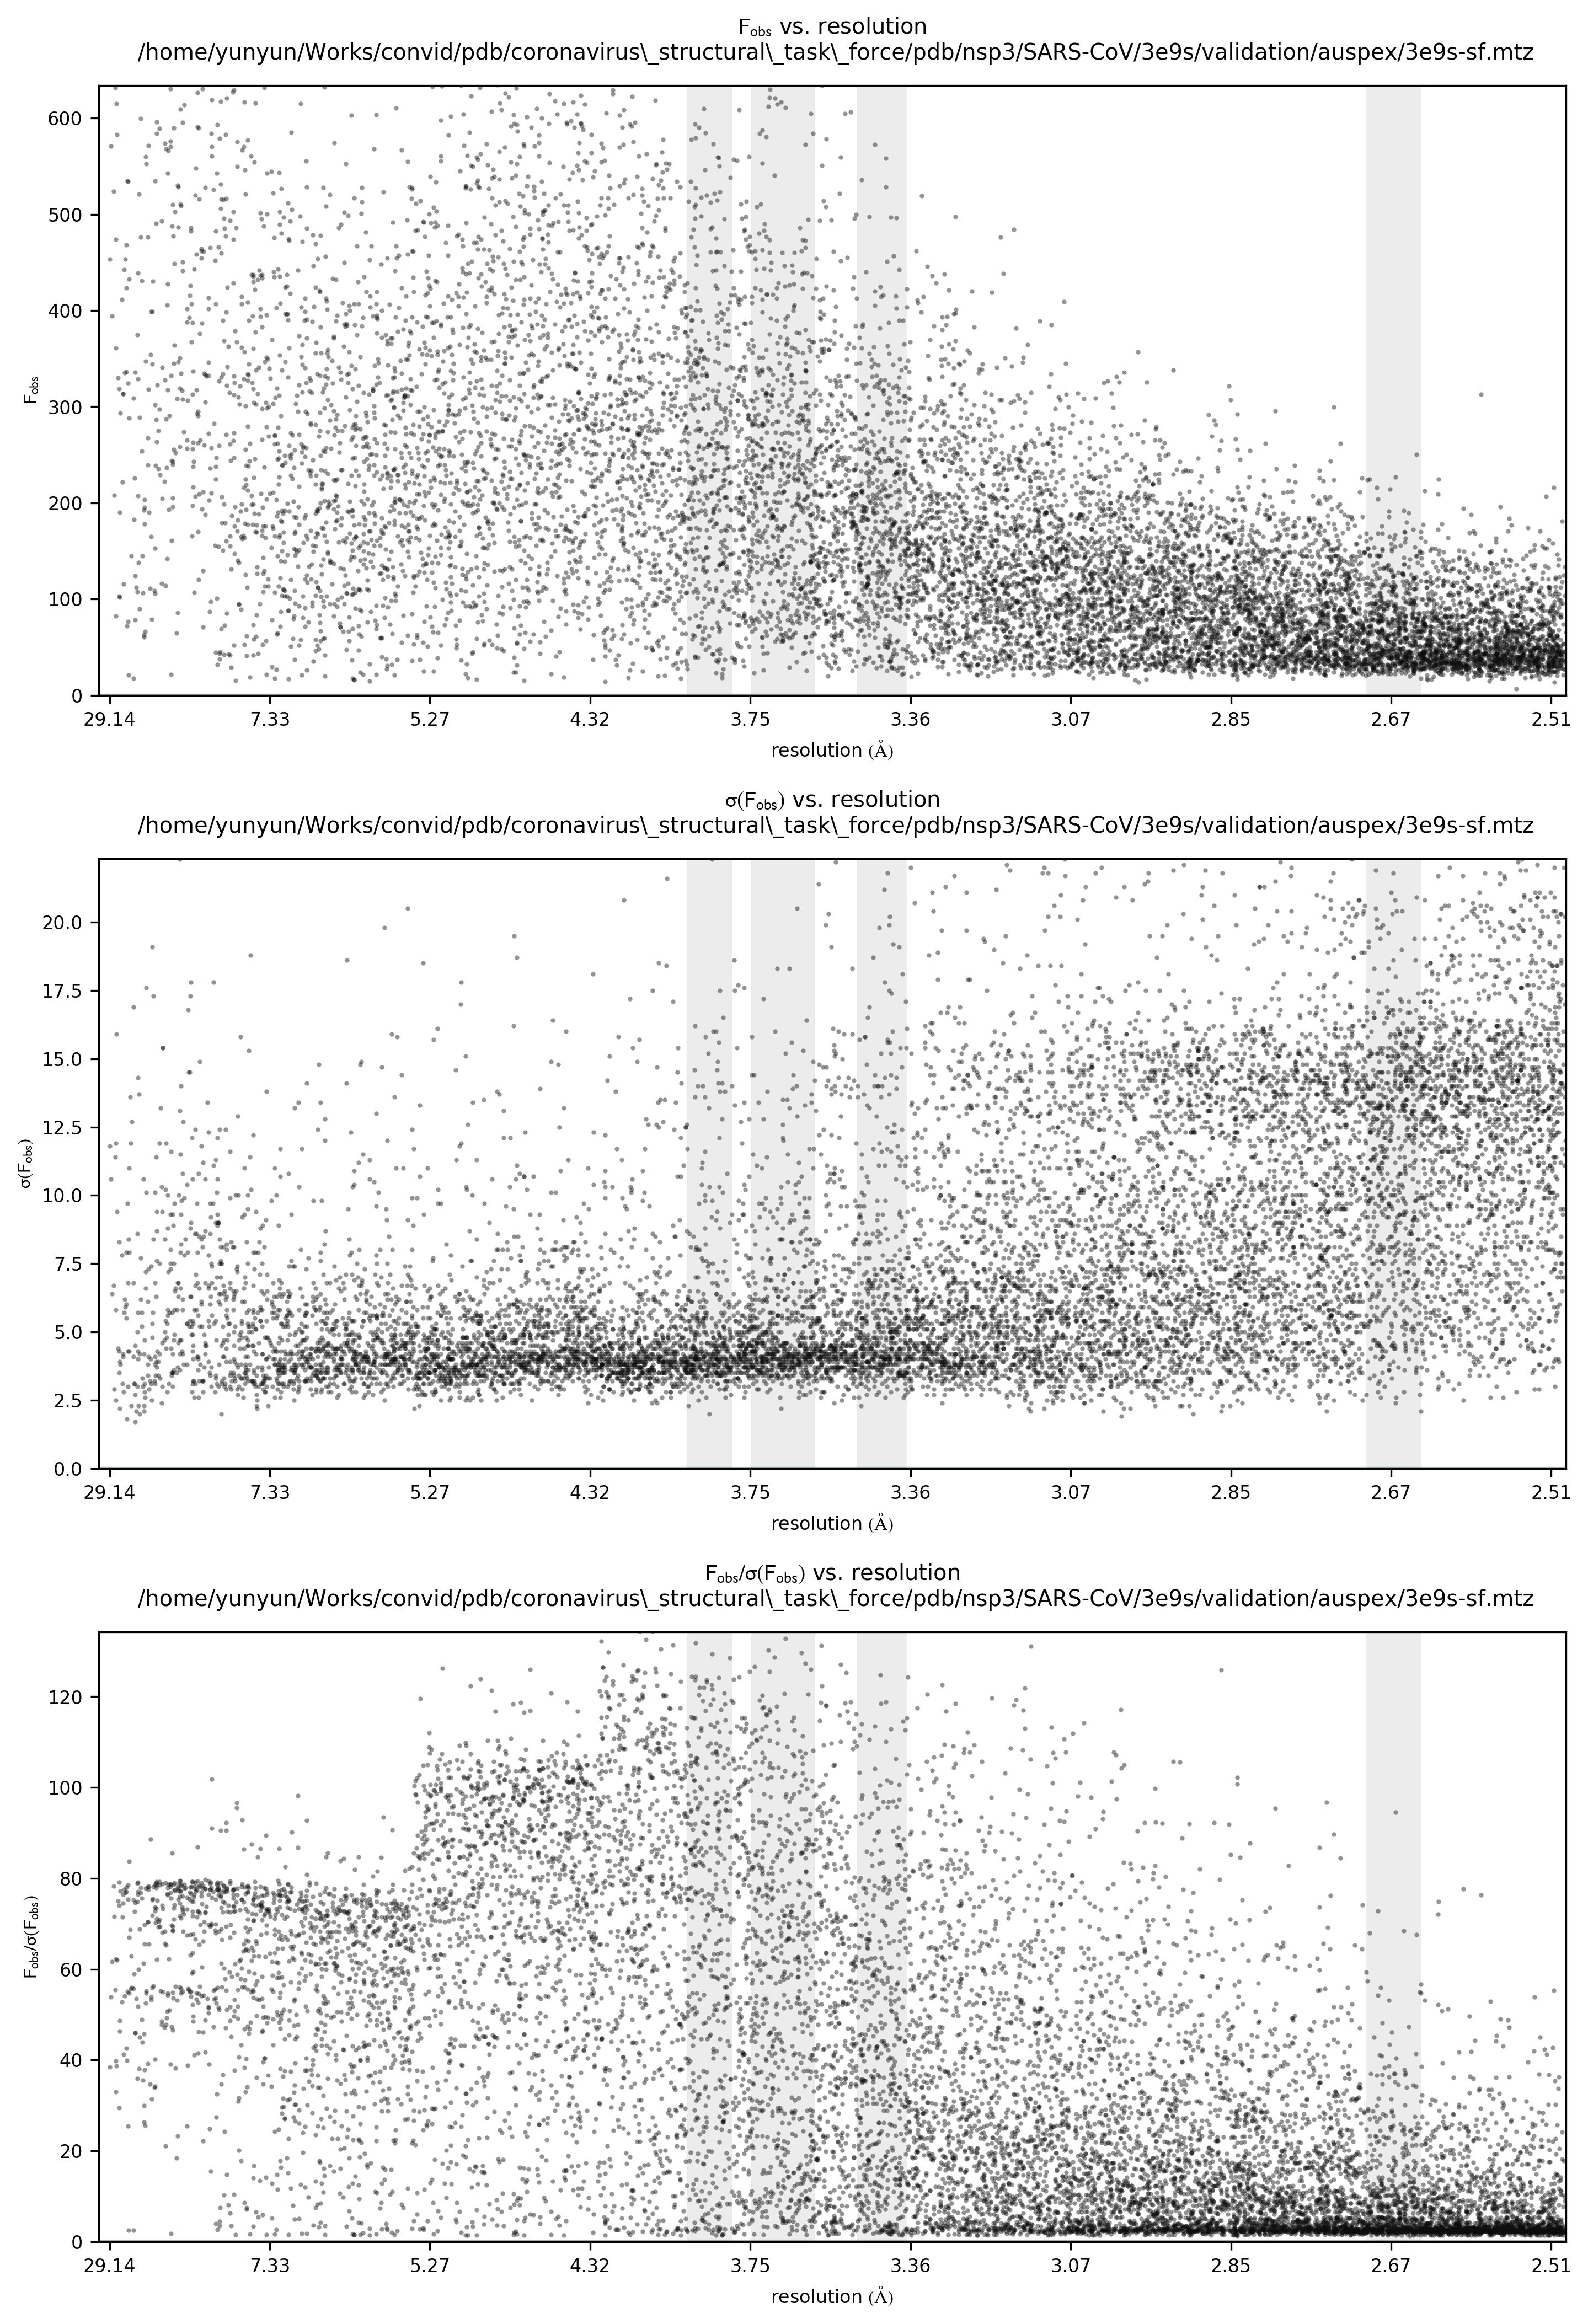 Fobs vs. resolution
/home/yunyun/Works/convid/pdb/coronavirus\_structural\_task\_force/pdb/nsp3/SARS-CoV/3e9s/validation/auspex/3e9s-sf.mtz
600
500
400
300
200
100
0
Fobs
29.14 7.33 5.27 4.32 3.75 3.36 3.07 2.85 2.67 2.51
resolution (Å)
σ(Fobs) vs. resolution
/home/yunyun/Works/convid/pdb/coronavirus\_structural\_task\_force/pdb/nsp3/SARS-CoV/3e9s/validation/auspex/3e9s-sf.mtz
20.0
17.5
15.0
12.5
10.0
7.5
5.0
2.5
0.0
σ(Fobs)
29.14 7.33 5.27 4.32 3.75 3.36 3.07 2.85 2.67 2.51
resolution (Å)
Fobs/σ(Fobs) vs. resolution
/home/yunyun/Works/convid/pdb/coronavirus\_structural\_task\_force/pdb/nsp3/SARS-CoV/3e9s/validation/auspex/3e9s-sf.mtz
120
100
80
60
40
20
0
Fobs/σ(Fobs)
29.14 7.33 5.27 4.32 3.75 3.36 3.07 2.85 2.67 2.51
resolution (Å)